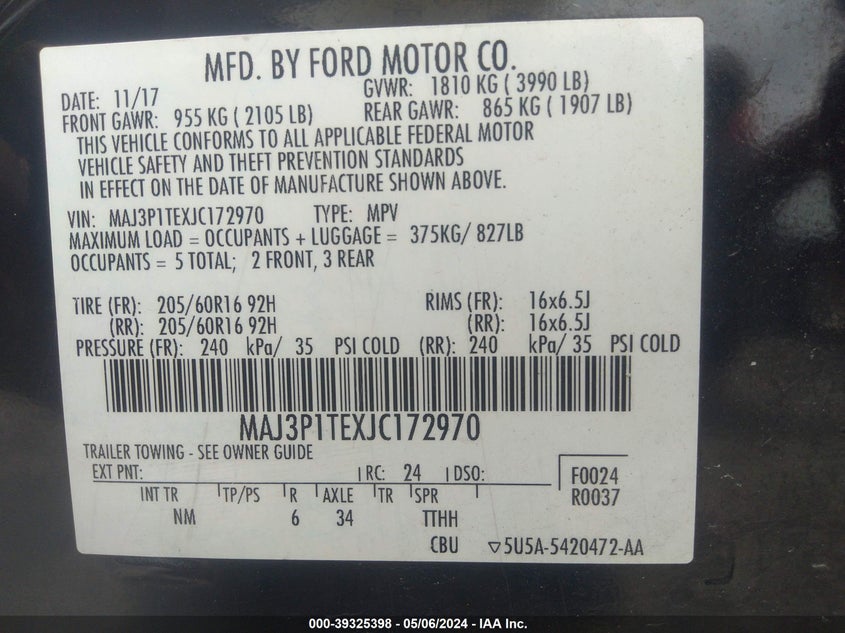 MFD. BY FORD MOTOR CO.
DATE: 11/17 GVWR: 1810 KG ( 3990 LB)
FRONT GAWR: 955 KG ( 2105 LB) REAR GAWR: 865 KG ( 1907 LB)
THIS VEHICLE CONFORMS TO ALL APPLICABLE FEDERAL MOTOR
VEHICLE SAFETY AND THEFT PREVENTION STANDARDS
IN EFFECT ON THE DATE OF MANUFACTURE SHOWN ABOVE.
VIN: MAJ3P1TEXJC172970 TYPE: MPV
MAXIMUM LOAD = OCCUPANTS + LUGGAGE = 375KG/ 827LB
OCCUPANTS = 5 TOTAL; 2 FRONT, 3 REAR
TIRE (FR): 205/60R16 92H RIMS (FR): 16x6.5J
(RR): 205/60R16 92H (RR): 16x6.5J
PRESSURE (FR): 240 kPa/ 35 PSI COLD (RR): 240 kPa/ 35 PSI COLD
MAJ3P1TEXJC172970
TRAILER TOWING - SEE OWNER GUIDE
EXT PNT: RC: 24 DSO: F0024
INT TR TP/PS R AXLE TR SPR R0037
NM 6 34 TTHH
CBU ▽5U5A-5420472-AA
000-39325398 - 05/06/2024 - IAA Inc.